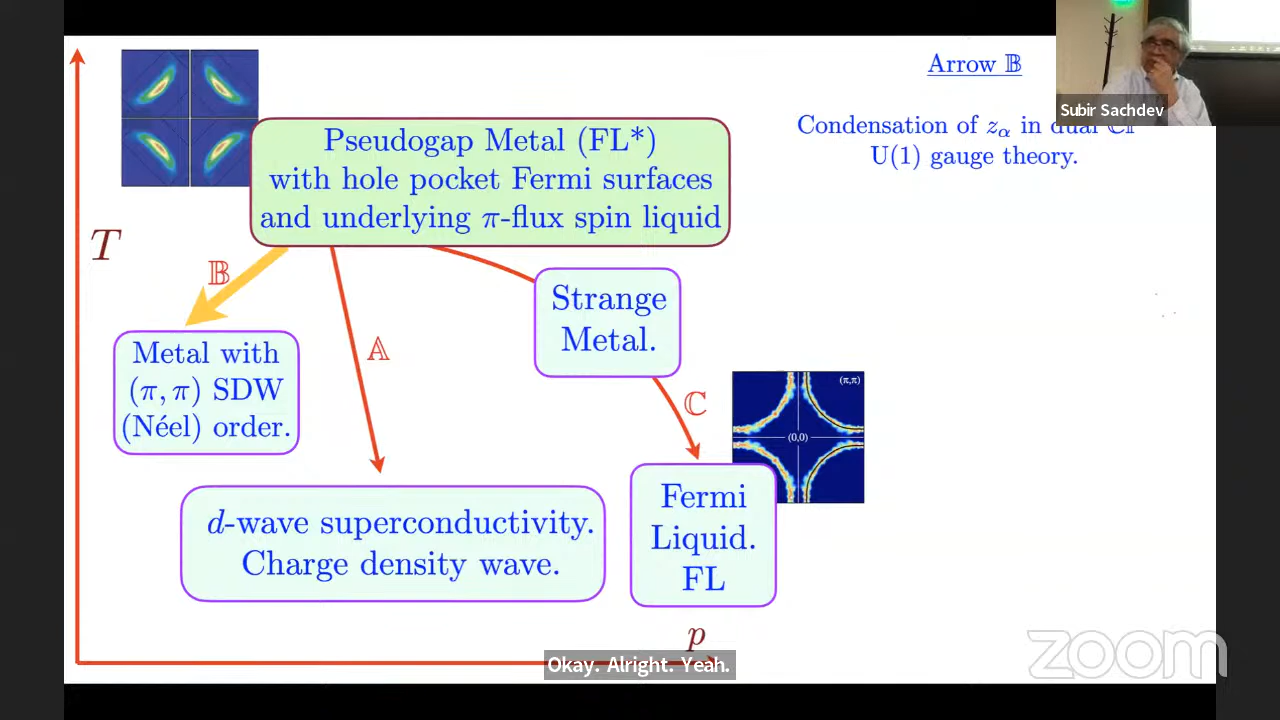 Arrow 𝔹
Subir Sachdev
Condensation of zα in dual
U(1) gauge theory.
Pseudogap Metal (FL*)
with hole pocket Fermi surfaces
and underlying π-flux spin liquid
T
𝔹
𝔸
Strange
Metal.
Metal with
(π, π) SDW
(Néel) order.
ℂ
(π,π)
(0,0)
d-wave superconductivity.
Charge density wave.
Fermi
Liquid.
FL
p
Okay. Alright. Yeah.
zoom